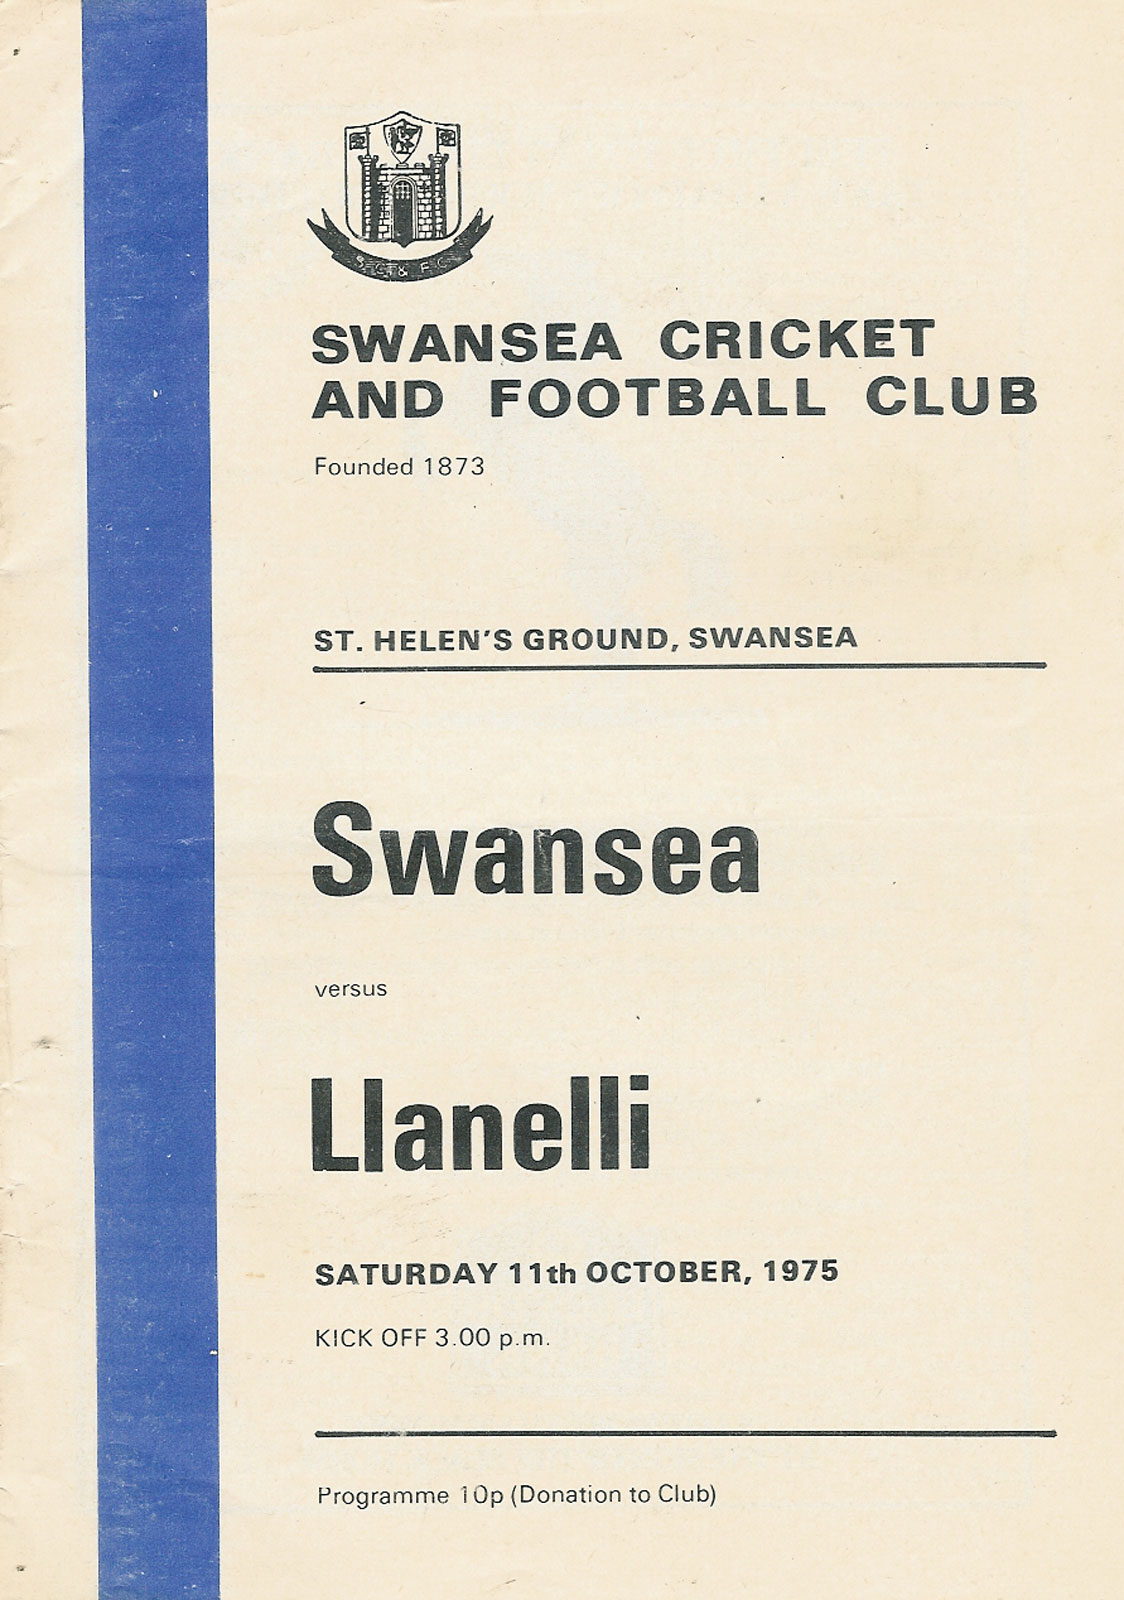 S.C. & F.C.
SWANSEA CRICKET
AND FOOTBALL CLUB
Founded 1873
ST. HELEN'S GROUND, SWANSEA
Swansea
versus
Llanelli
SATURDAY 11th OCTOBER, 1975
KICK OFF 3.00 p.m.
Programme 10p (Donation to Club)